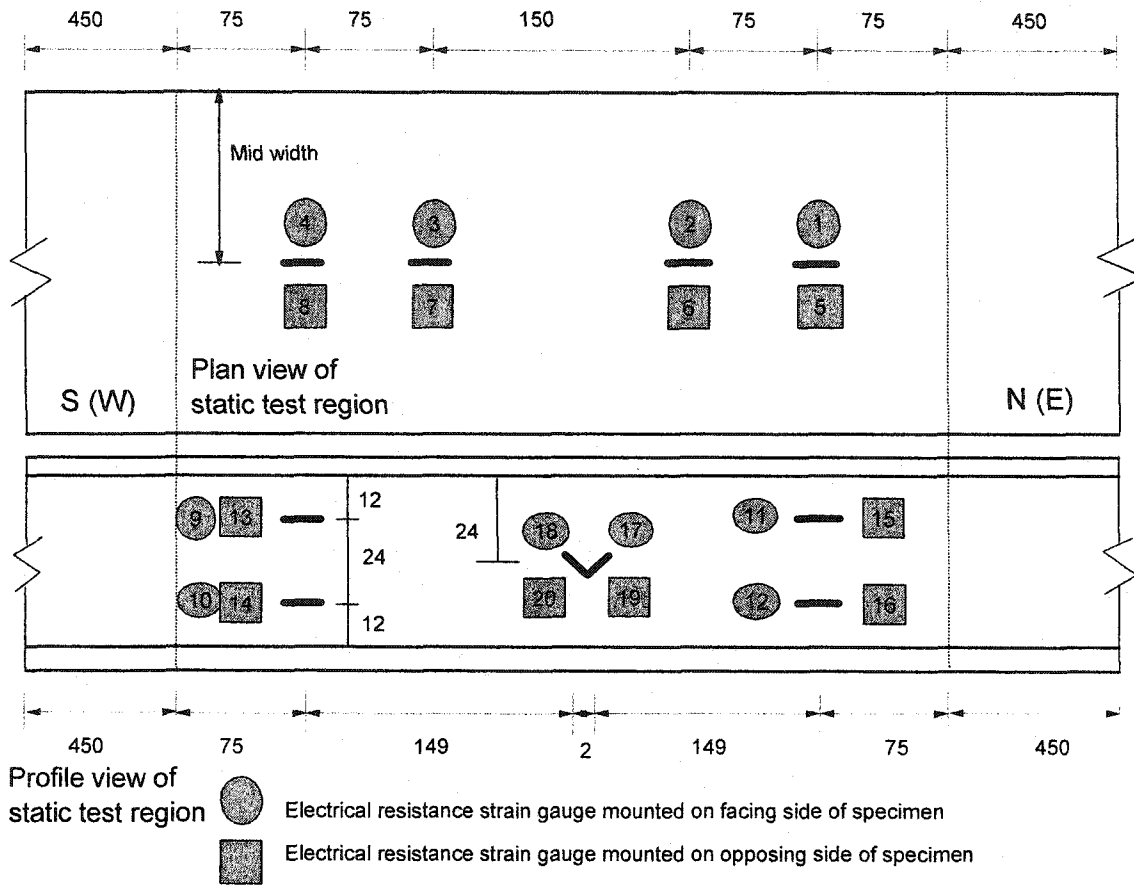 450 75 75 150 75 75 450
Mid width
4 3 2 1
8 7 6 5
Plan view of
static test region
S (W) N (E)
12
9 13 18 17 11 15
24 24
10 14 20 19 12 16
12
450 75 149 2 149 75 450
Profile view of
static test region
Electrical resistance strain gauge mounted on facing side of specimen
Electrical resistance strain gauge mounted on opposing side of specimen